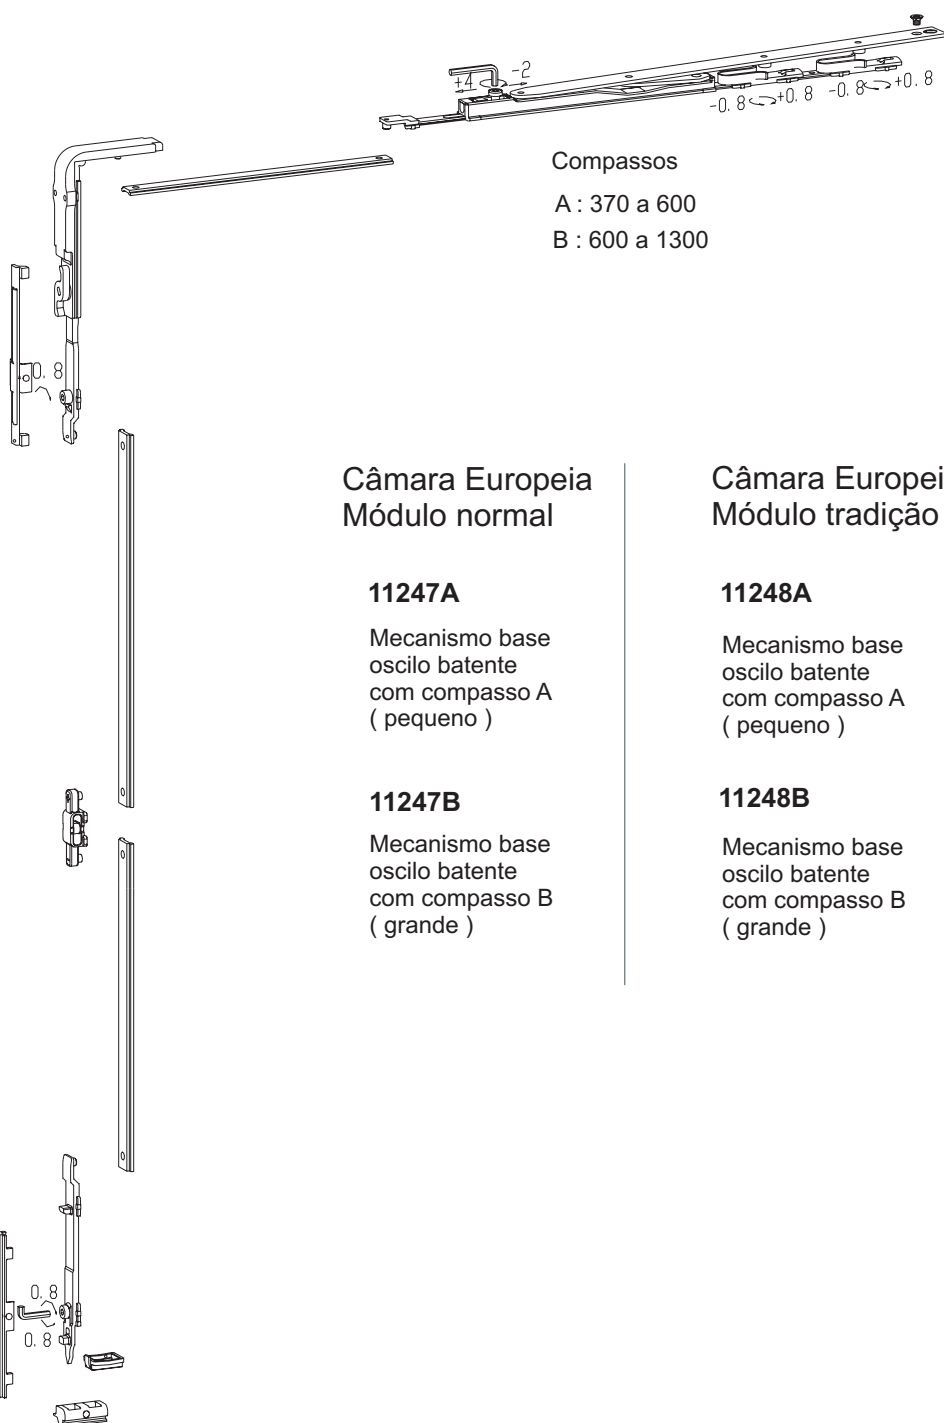 +4
-2
-0.8
+0.8
-0.8
+0.8
Compassos
A : 370 a 600
B : 600 a 1300
0.8
Câmara Europeia
Módulo normal
11247A
Mecanismo base
oscilo batente
com compasso A
( pequeno )
11247B
Mecanismo base
oscilo batente
com compasso B
( grande )
Câmara Europei
Módulo tradição
11248A
Mecanismo base
oscilo batente
com compasso A
( pequeno )
11248B
Mecanismo base
oscilo batente
com compasso B
( grande )
0.8
0.8